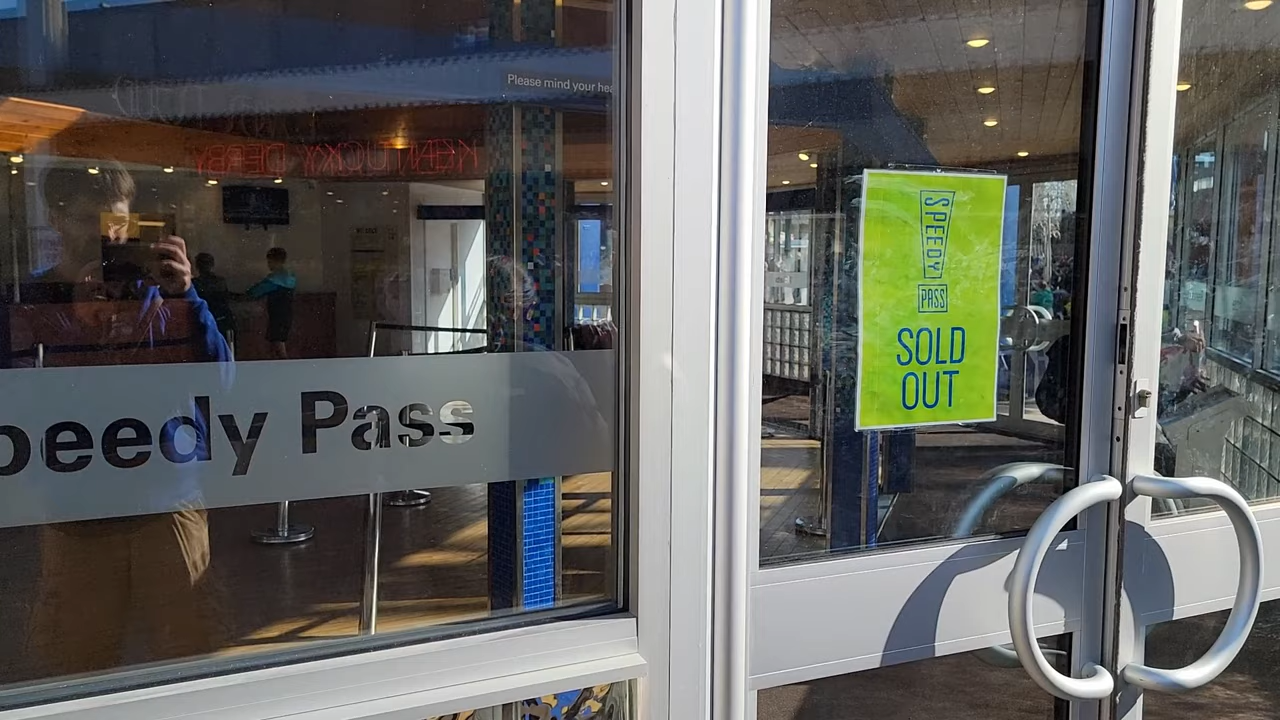 Please mind your hea
KENTUCKY DERBY
peedy Pass
SPEEDY
PASS
SOLD
OUT